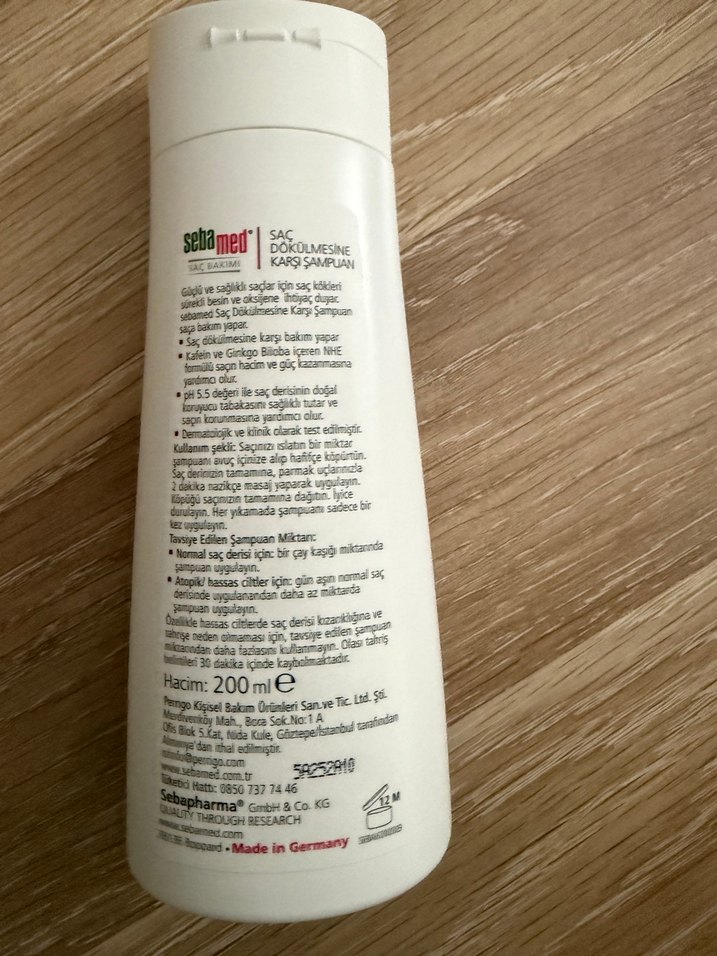 sebamed®
SAÇ BAKIMI
SAÇ
DÖKÜLMESİNE
KARŞI ŞAMPUAN
Güçlü ve sağlıklı saçlar için saç kökleri
sürekli besin ve oksijene ihtiyaç duyar.
sebamed Saç Dökülmesine Karşı Şampuan
saça bakım yapar.
• Saç dökülmesine karşı bakım yapar
• Kafein ve Ginkgo Biloba içeren NHE
formülü saçın hacim ve güç kazanmasına
yardımcı olur.
• pH 5.5 değeri ile saç derisinin doğal
koruyucu tabakasını sağlıklı tutar ve
saçın korunmasına yardımcı olur.
• Dermatolojik ve klinik olarak test edilmiştir.
Kullanım şekli: Saçınızı ıslatın bir miktar
şampuanı avuç içinize alıp hafifçe köpürtün.
Saç derinizin tamamına, parmak uçlarınızla
2 dakika nazikçe masaj yaparak uygulayın.
Köpüğü saçınızın tamamına dağıtın. İyice
durulayın. Her yıkamada şampuanı sadece bir
kez uygulayın.
Tavsiye Edilen Şampuan Miktarı:
• Normal saç derisi için: bir çay kaşığı miktarında
şampuan uygulayın.
• Atopik/ hassas ciltler için: gün aşırı normal saç
derisinde uygulanandan daha az miktarda
şampuan uygulayın.
Özellikle hassas ciltlerde saç derisi kızarıklığına ve
tahrişe neden olmaması için, tavsiye edilen şampuan
miktarından daha fazlasını kullanmayın. Olası tahriş
belirtileri 30 dakika içinde kaybolmaktadır.
Hacim: 200 ml ℮
Perrigo Kişisel Bakım Ürünleri San.ve Tic. Ltd. Şti.
Merdivenköy Mah., Bora Sok.No:1 A
Ofis Blok 5.Kat, Nida Kule, Göztepe/İstanbul tarafından
Almanya'dan ithal edilmiştir.
@perrigo.com
www.sebamed.com.tr
58252A10
Tüketici Hattı: 0850 737 74 46
Sebapharma® GmbH & Co. KG
12 M
QUALITY THROUGH RESEARCH
www.sebamed.com
Boppard • Made in Germany